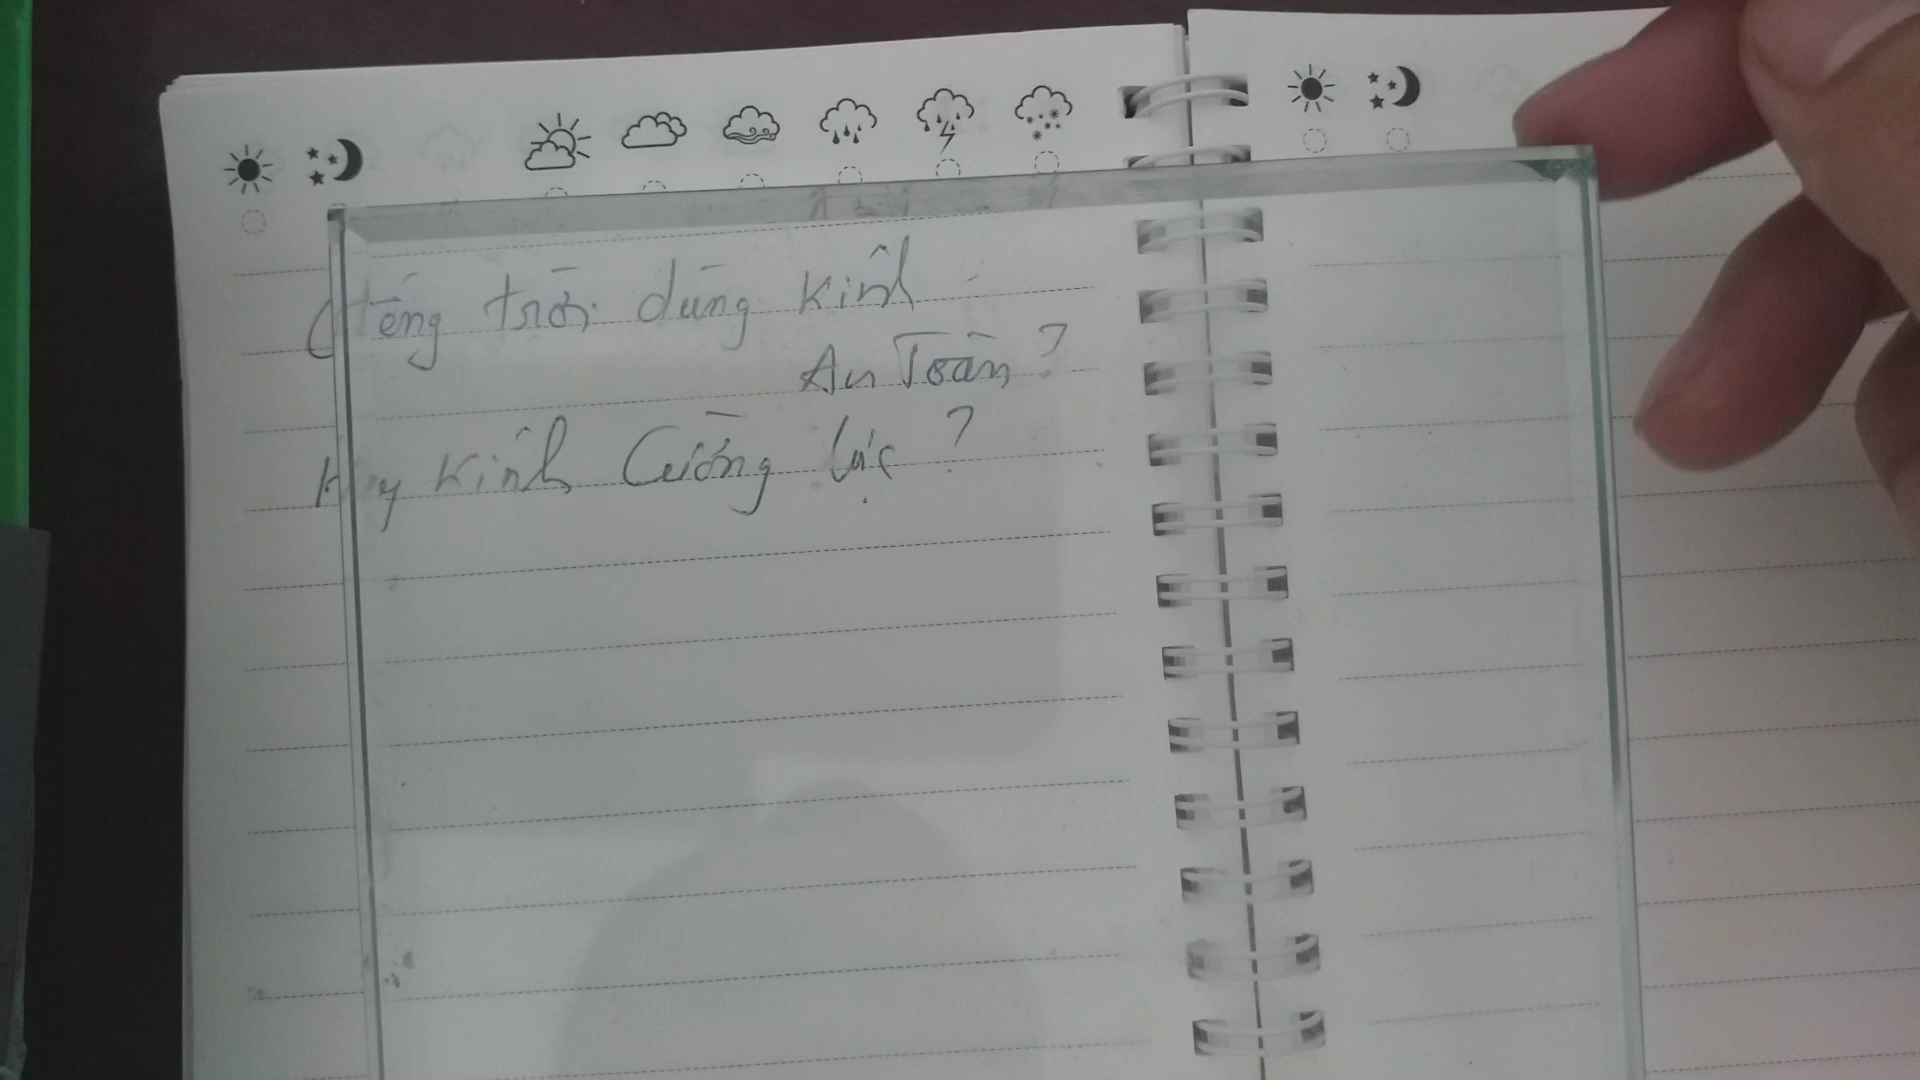 Giếng trời dùng kính
An Toàn?
Hay Kính Cường lực?